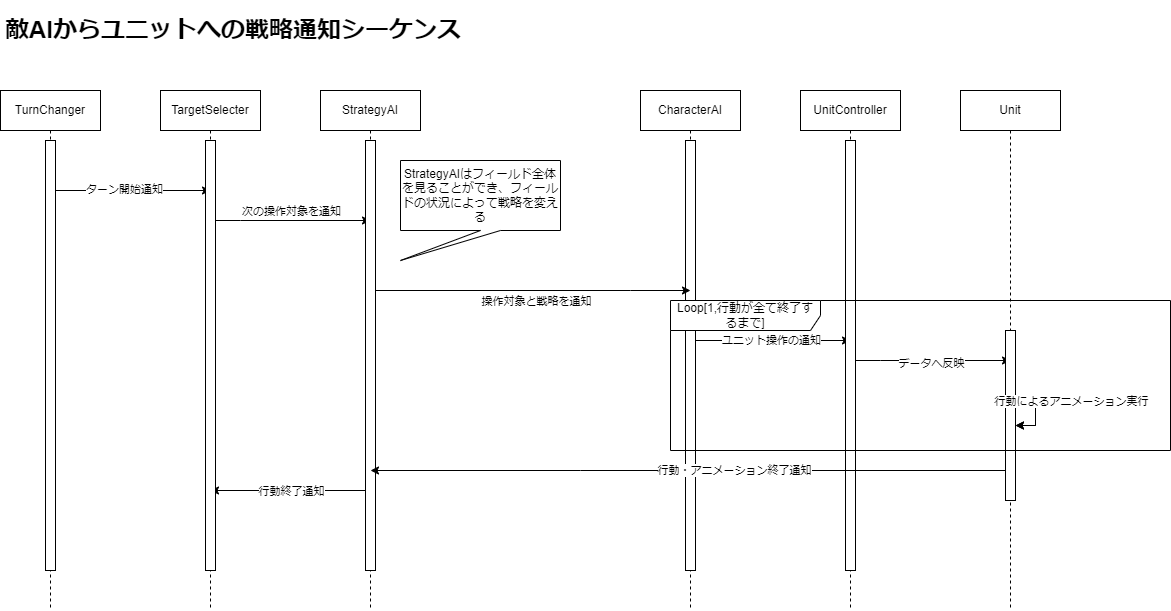 敵AIからユニットへの戦略通知シーケンス
TurnChanger
TargetSelecter
StrategyAI
CharacterAI
UnitController
Unit
StrategyAIはフィールド全体
を見ることができ、フィール
ドの状況によって戦略を変え
る
ターン開始通知
次の操作対象を通知
操作対象と戦略を通知
Loop[1,行動が全て終了す
るまで]
ユニット操作の通知
データへ反映
行動によるアニメーション実行
行動・アニメーション終了通知
行動終了通知